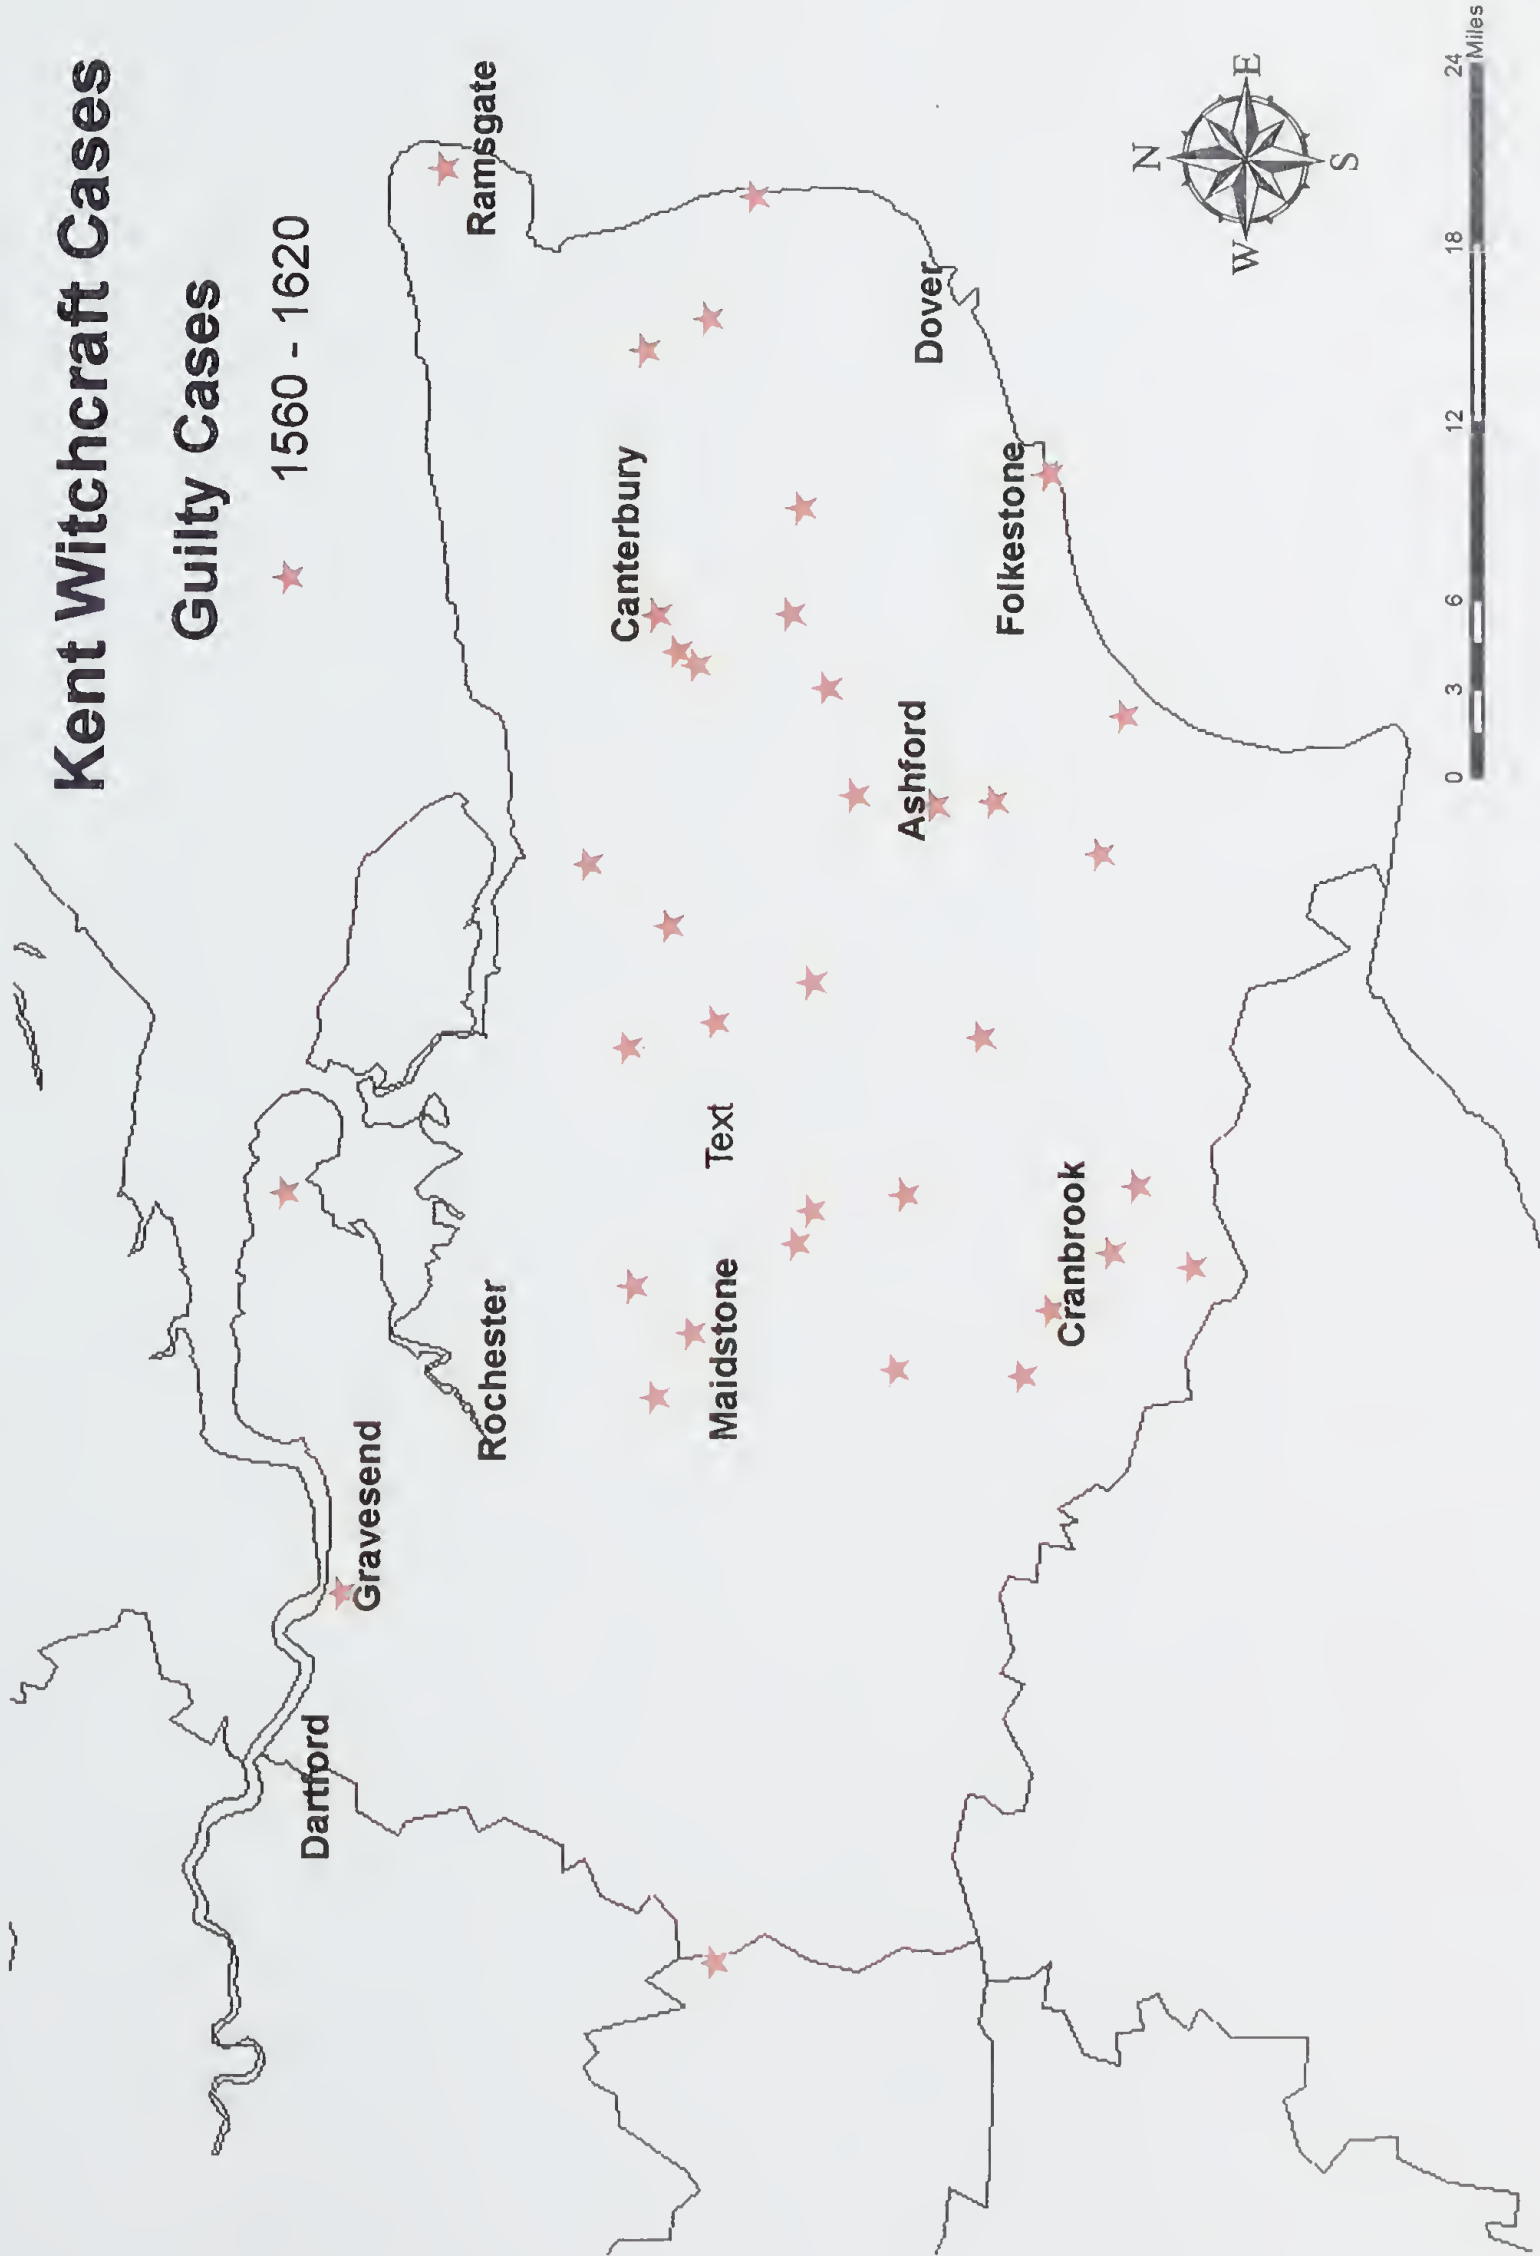 Kent Witchcraft Cases
Guilty Cases
1560 - 1620
Dartford
Gravesend
Rochester
Ramsgate
Canterbury
Maidstone
Text
Ashford
Dover
Folkestone
Cranbrook
N
W
E
S
0 3 6 12 18 24
Miles